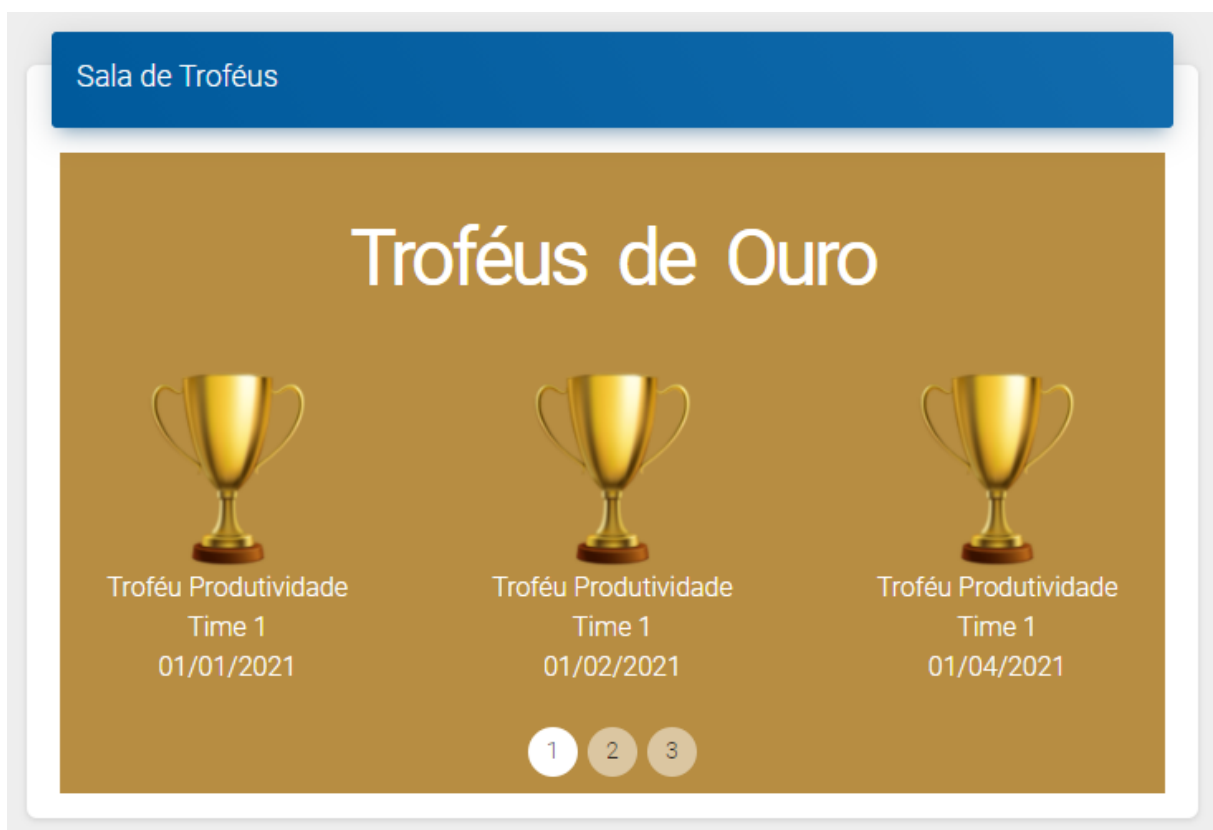 Sala de Troféus
Troféus de Ouro
Troféu Produtividade
Time 1
01/01/2021
Troféu Produtividade
Time 1
01/02/2021
Troféu Produtividade
Time 1
01/04/2021
1 2 3